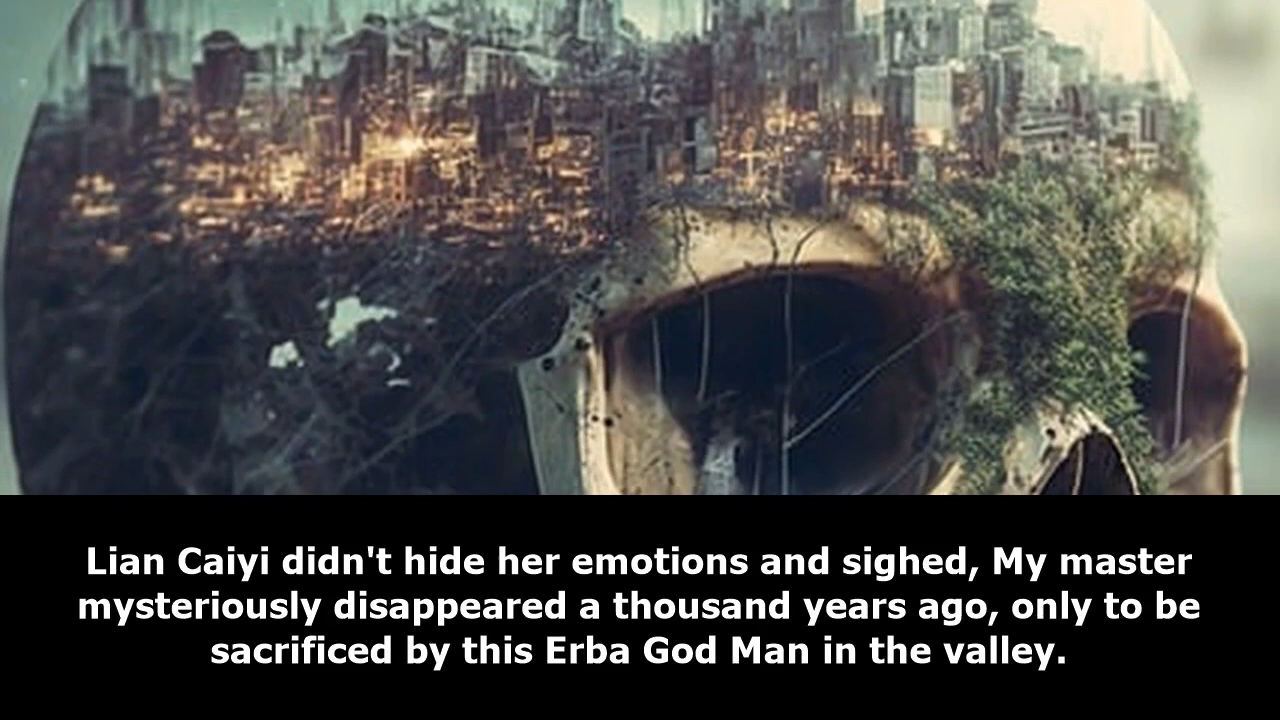 Lian Caiyi didn't hide her emotions and sighed, My master
mysteriously disappeared a thousand years ago, only to be
sacrificed by this Erba God Man in the valley.